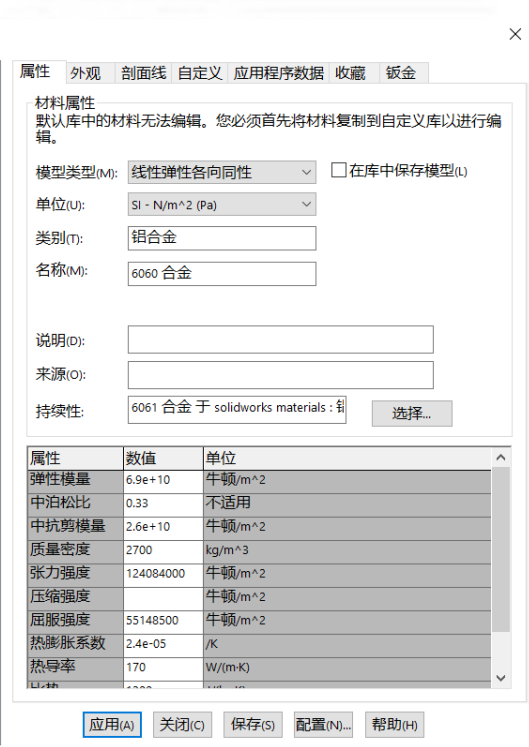 属性 外观 剖面线 自定义 应用程序数据 收藏 钣金
材料属性
默认库中的材料无法编辑。您必须首先将材料复制到自定义库以进行编
辑。
模型类型(M): 线性弹性各向同性 在库中保存模型(L)
单位(U): SI - N/m^2 (Pa)
类别(T): 铝合金
名称(M): 6060 合金
说明(D):
来源(O):
持续性: 6061 合金 于 solidworks materials : 选择...
属性 数值 单位
弹性模量 6.9e+10 牛顿/m^2
中泊松比 0.33 不适用
中抗剪模量 2.6e+10 牛顿/m^2
质量密度 2700 kg/m^3
张力强度 124084000 牛顿/m^2
压缩强度 牛顿/m^2
屈服强度 55148500 牛顿/m^2
热膨胀系数 2.4e-05 /K
热导率 170 W/(m·K)
应用(A) 关闭(C) 保存(S) 配置(N)... 帮助(H)